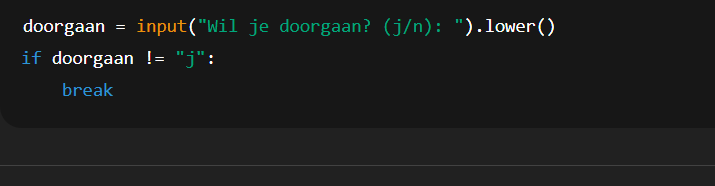 doorgaan = input("Wil je doorgaan? (j/n): ").lower()
if doorgaan != "j":
    break